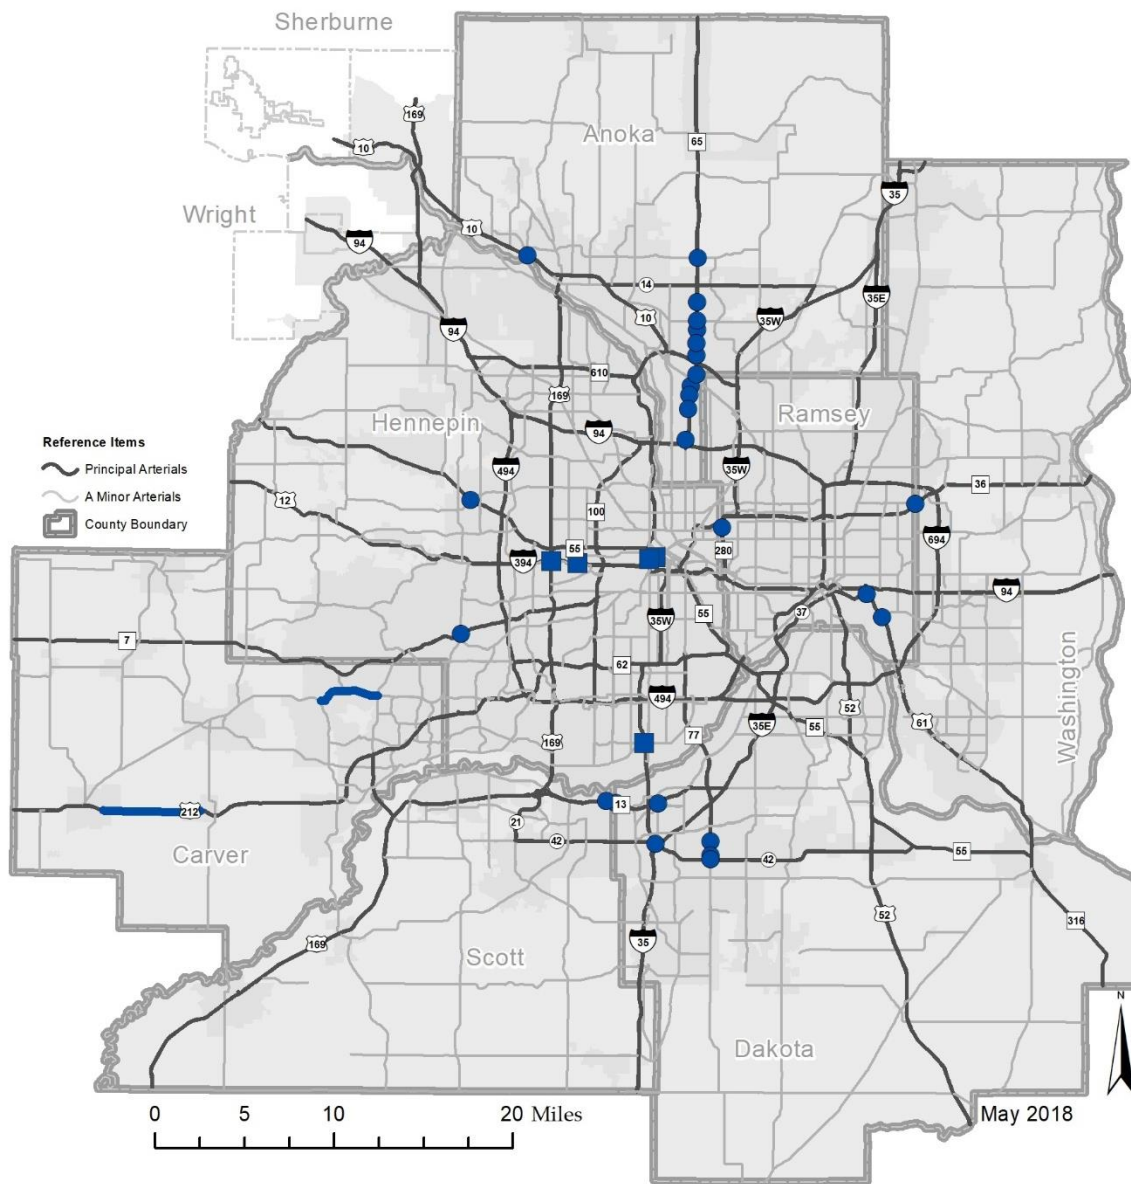 Sherburne
169
Anoka
10
65
35
Wright
10
94
14
35E
10
35W
94
610
169
Hennepin
Ramsey
Reference Items
94
Principal Arterials
494
35W
A Minor Arterials
36
12
County Boundary
100
694
55
280
394
94
37
35W
55
7
62
494
52
Washington
61
35E
55
77
169
13
212
21
42
Carver
42
55
52
316
35
169
Scott
N
Dakota
0 5 10 20 Miles
May 2018